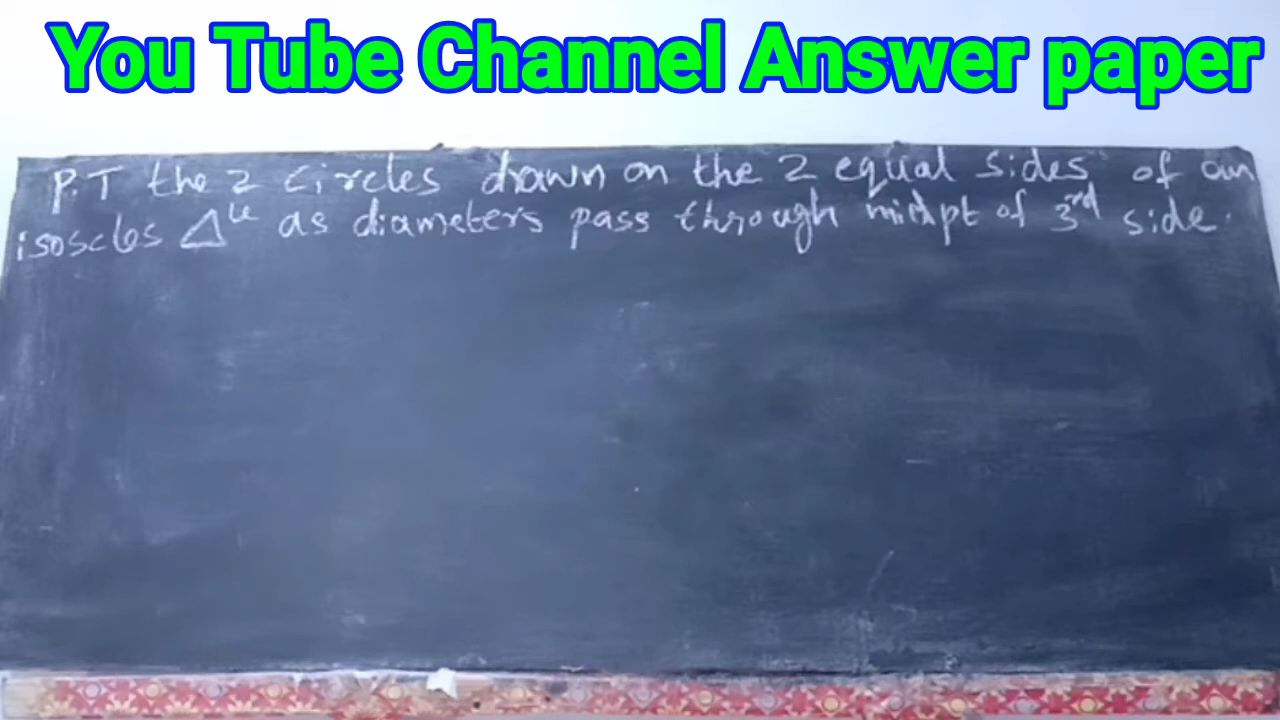 You Tube Channel Answer paper
P.T the 2 circles drawn on the 2 equal sides of an
isoscles Δle as diameters pass through midpt of 3rd side.